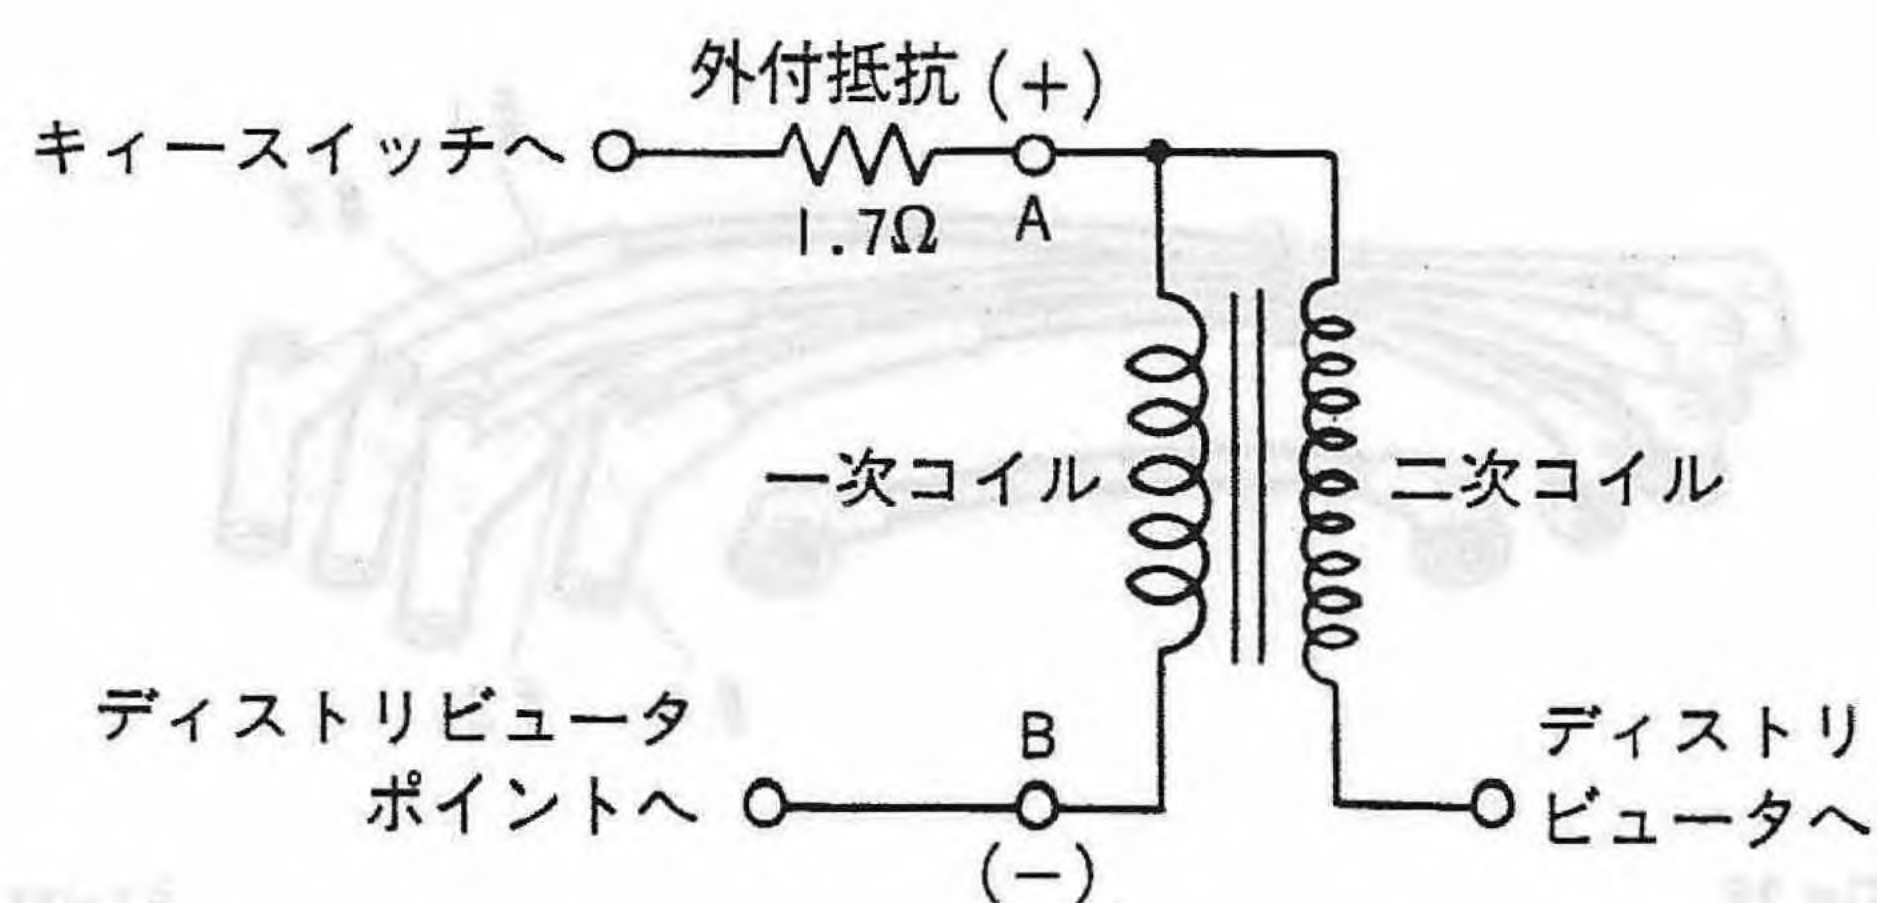 外付抵抗 (+)
キィースイッチへ
1.7Ω
A
一次コイル
二次コイル
ディストリビュータ
ポイントへ
B
(−)
ディストリ
ビュータへ